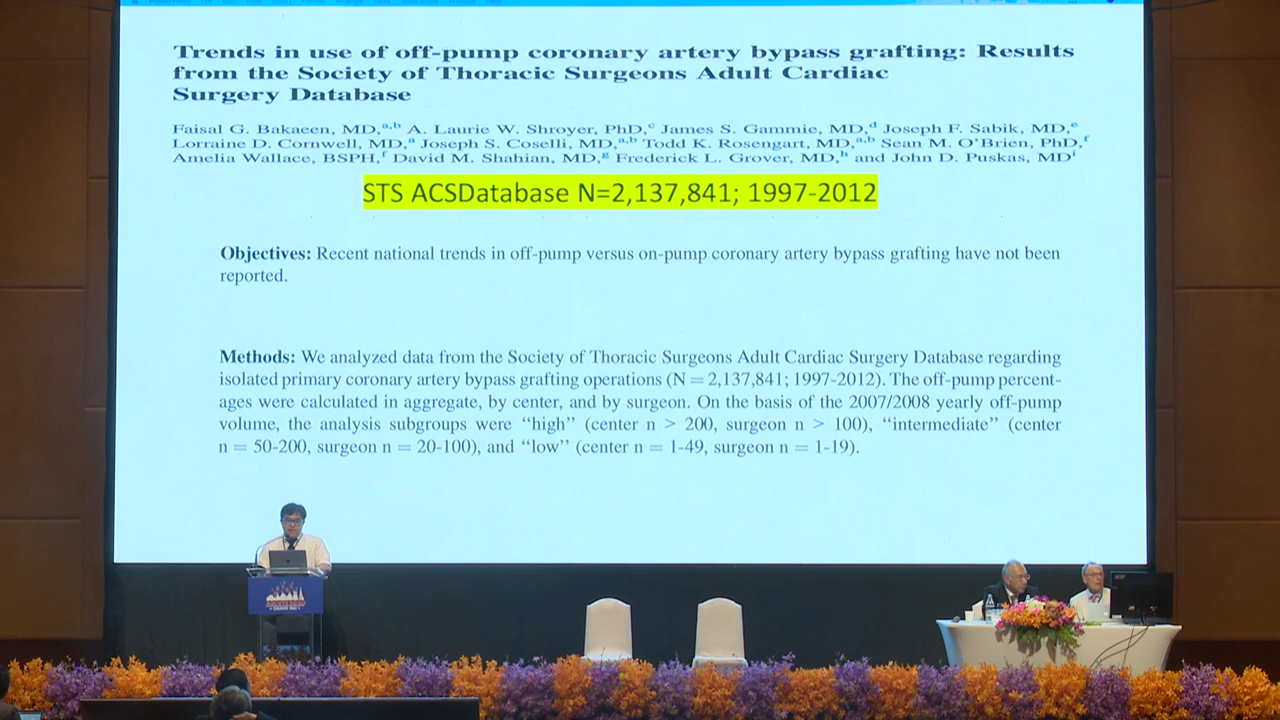 Trends in use of off-pump coronary artery bypass grafting: Results
from the Society of Thoracic Surgeons Adult Cardiac
Surgery Database
Faisal G. Bakaeen, MD,a,b A. Laurie W. Shroyer, PhD,c James S. Gammie, MD,d Joseph F. Sabik, MD,e
Lorraine D. Cornwell, MD,a Joseph S. Coselli, MD,a,b Todd K. Rosengart, MD,a,b Sean M. O'Brien, PhD,f
Amelia Wallace, BSPH,f David M. Shahian, MD,g Frederick L. Grover, MD,h and John D. Puskas, MDi
STS ACSDatabase N=2,137,841; 1997-2012
Objectives: Recent national trends in off-pump versus on-pump coronary artery bypass grafting have not been
reported.
Methods: We analyzed data from the Society of Thoracic Surgeons Adult Cardiac Surgery Database regarding
isolated primary coronary artery bypass grafting operations (N = 2,137,841; 1997-2012). The off-pump percent-
ages were calculated in aggregate, by center, and by surgeon. On the basis of the 2007/2008 yearly off-pump
volume, the analysis subgroups were "high" (center n > 200, surgeon n > 100), "intermediate" (center
n = 50-200, surgeon n = 20-100), and "low" (center n = 1-49, surgeon n = 1-19).